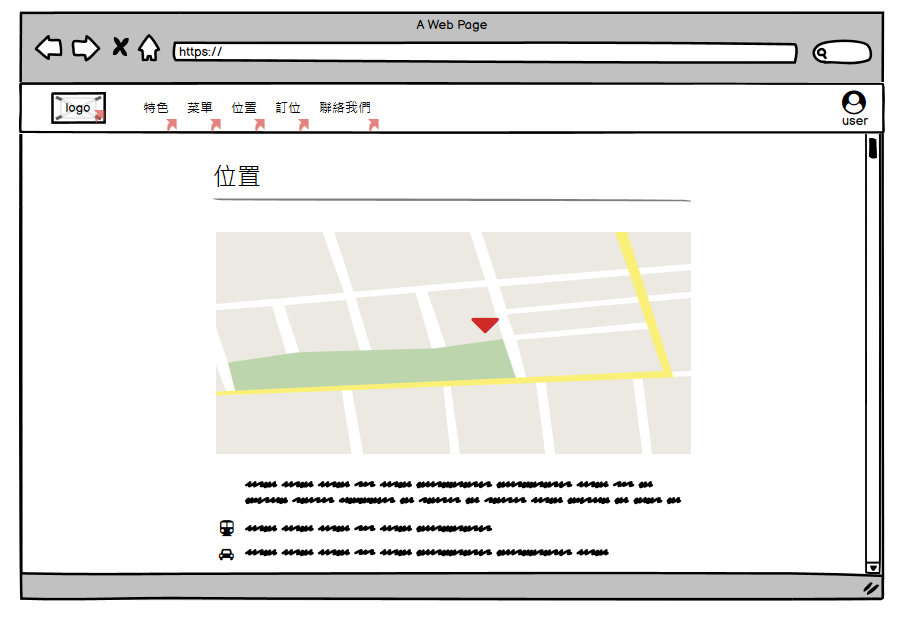 A Web Page
https://
logo
特色 菜單 位置 訂位 聯絡我們
user
位置